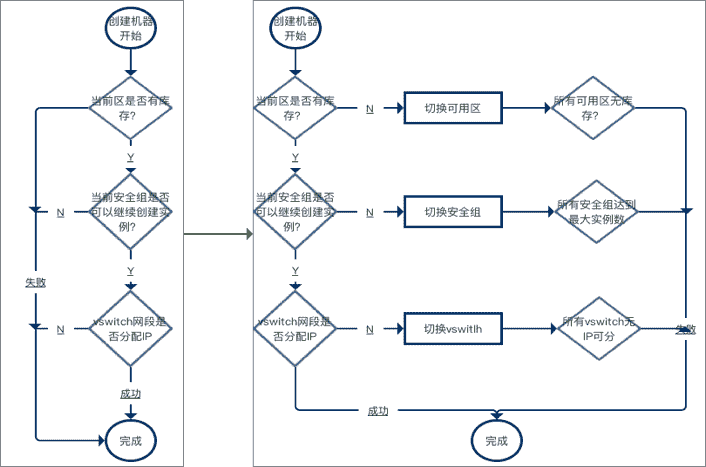 创建机器
开始
当前区是否有库
存?
Y
当前安全组是否
可以继续创建实
例?
N
Y
失败
vswitch网段是
否分配IP
N
成功
完成
创建机器
开始
当前区是否有库
存?
N
切换可用区
所有可用区无库
存?
Y
当前安全组是否
可以继续创建实
例?
N
切换安全组
所有安全组达到
最大实例数
Y
vswitch网段是
否分配IP
N
切换vswitlh
所有vswitch无
IP可分
失败
成功
完成